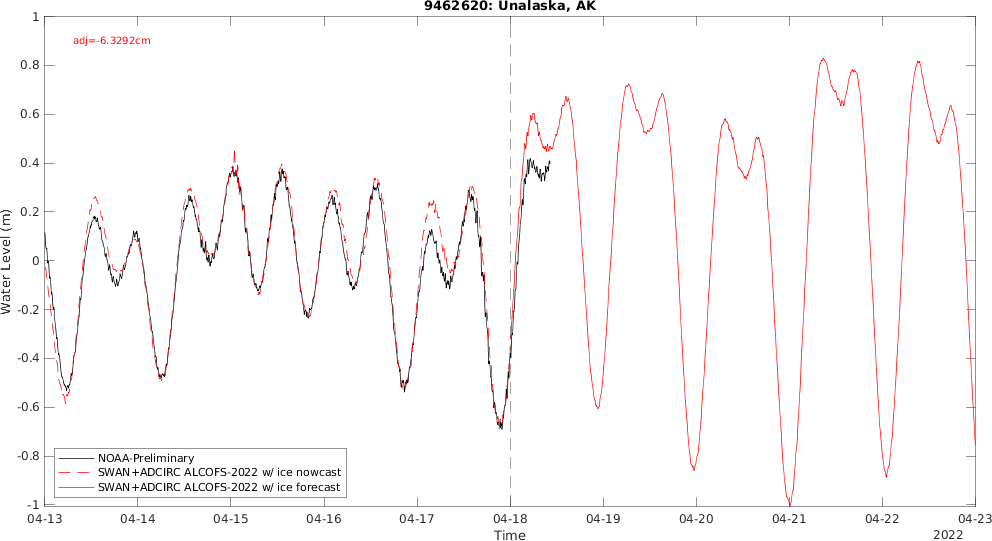 9462620: Unalaska, AK
adj=-6.3292cm
1
0.8
0.6
0.4
0.2
0
-0.2
-0.4
-0.6
-0.8
-1
Water Level (m)
NOAA-Preliminary
SWAN+ADCIRC ALCOFS-2022 w/ ice nowcast
SWAN+ADCIRC ALCOFS-2022 w/ ice forecast
04-13 04-14 04-15 04-16 04-17 04-18 04-19 04-20 04-21 04-22 04-23
Time
2022